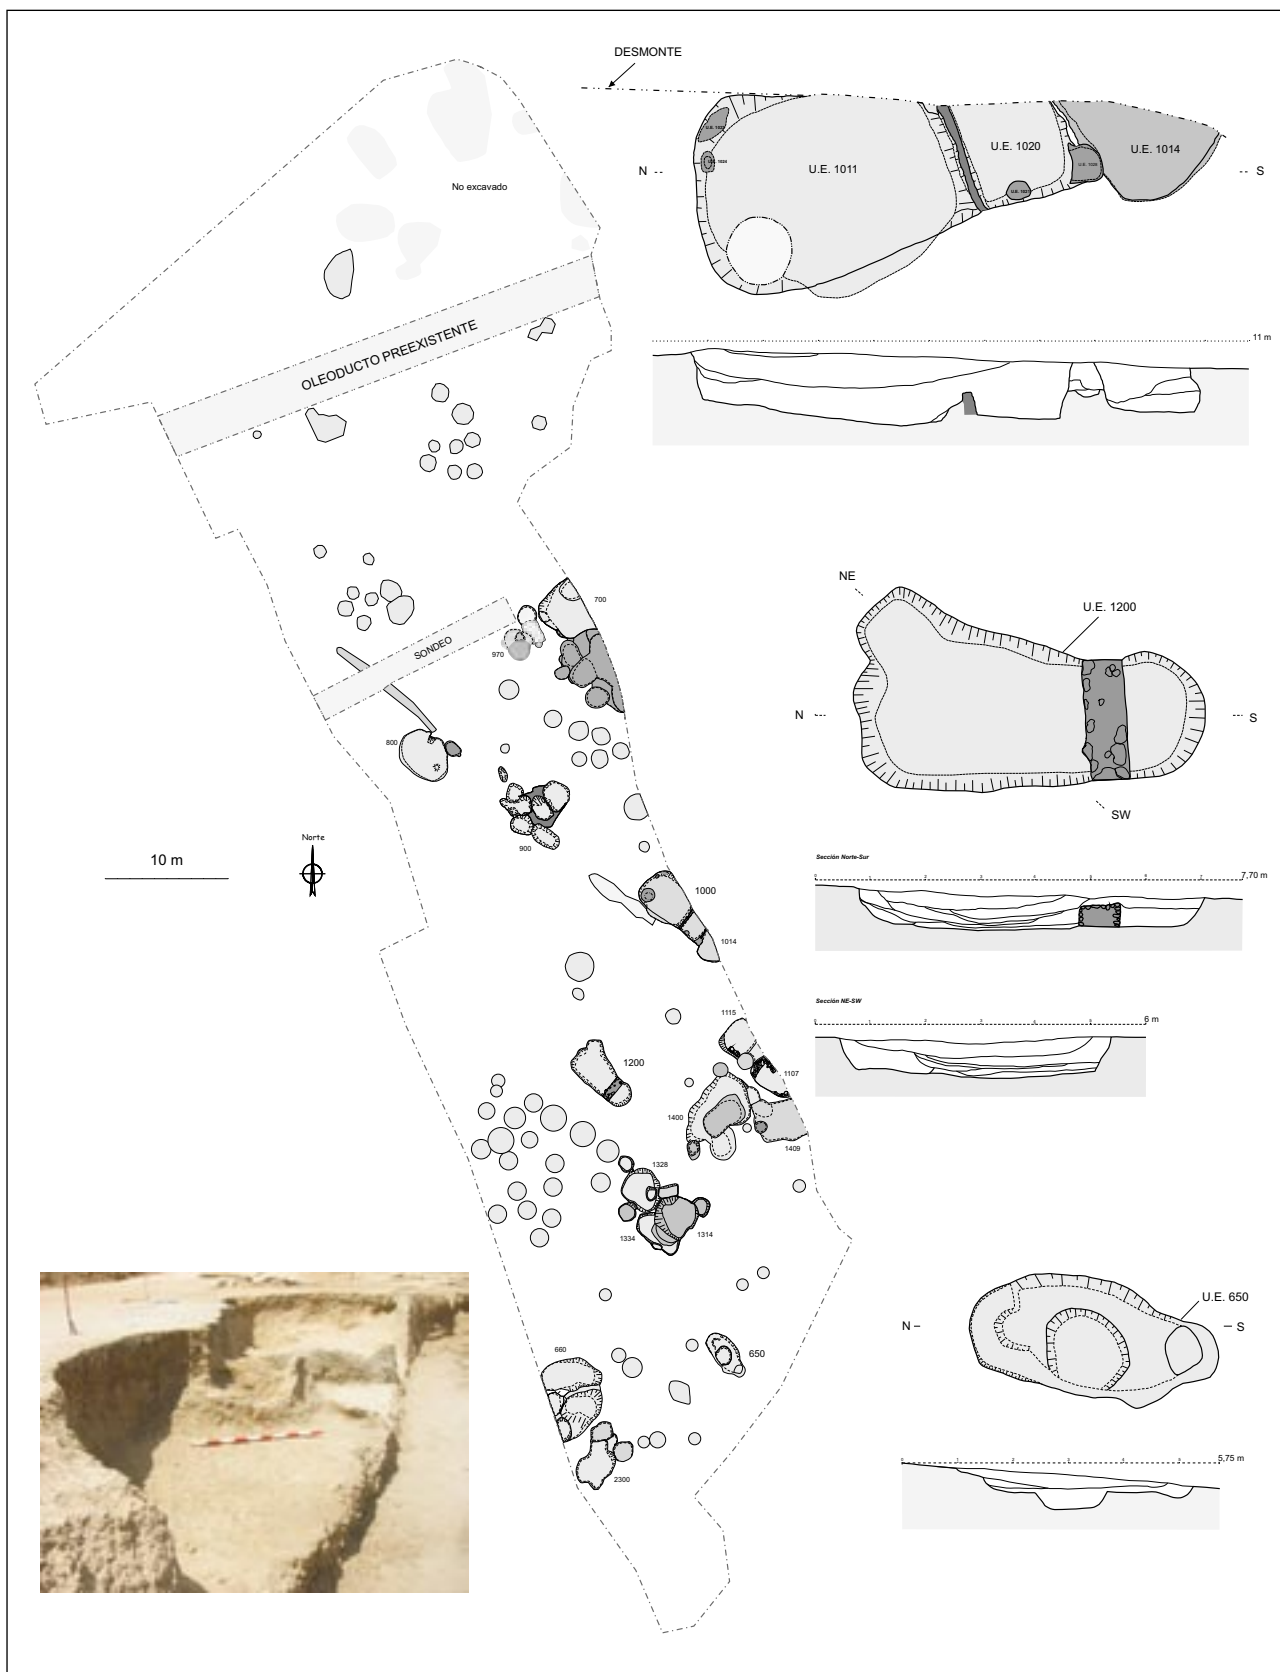 DESMONTE
No excavado
N
U.E. 1011
U.E. 1020
U.E. 1014
S
OLEODUCTO PREEXISTENTE
11 m
NE
U.E. 1200
N
S
SW
700
SONDEO
970
800
900
Norte
10 m
1000
1014
Sección Norte-Sur
7,70 m
1115
1200
1107
1400
1409
Sección NE-SW
6 m
1328
1334
1314
U.E. 650
N
S
660
650
2300
5,75 m